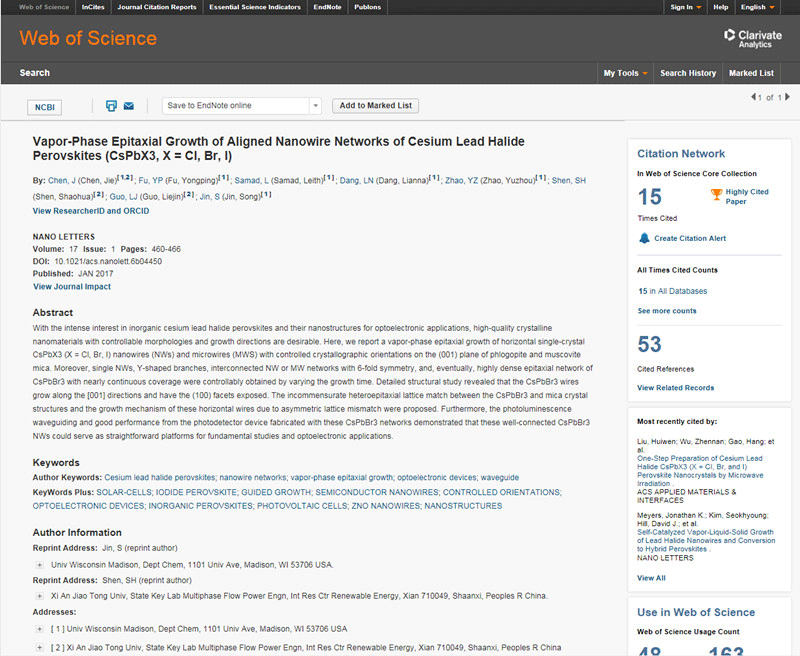 Web of Science InCites Journal Citation Reports Essential Science Indicators EndNote Publons Sign In Help English
Web of Science
Clarivate
Analytics
Search My Tools Search History Marked List
NCBI Save to EndNote online Add to Marked List 1 of 1
Vapor-Phase Epitaxial Growth of Aligned Nanowire Networks of Cesium Lead Halide
Perovskites (CsPbX3, X = Cl, Br, I)
By: Chen, J (Chen, Jie)[1,2]; Fu, YP (Fu, Yongping)[1]; Samad, L (Samad, Leith)[1]; Dang, LN (Dang, Lianna)[1]; Zhao, YZ (Zhao, Yuzhou)[1]; Shen, SH
(Shen, Shaohua)[2]; Guo, LJ (Guo, Liejin)[2]; Jin, S (Jin, Song)[1]
View ResearcherID and ORCID
NANO LETTERS
Volume: 17 Issue: 1 Pages: 460-466
DOI: 10.1021/acs.nanolett.6b04450
Published: JAN 2017
View Journal Impact
Abstract
With the intense interest in inorganic cesium lead halide perovskites and their nanostructures for optoelectronic applications, high-quality crystalline
nanomaterials with controllable morphologies and growth directions are desirable. Here, we report a vapor-phase epitaxial growth of horizontal single-crystal
CsPbX3 (X = Cl, Br, I) nanowires (NWs) and microwires (MWS) with controlled crystallographic orientations on the (001) plane of phlogopite and muscovite
mica. Moreover, single NWs, Y-shaped branches, interconnected NW or MW networks with 6-fold symmetry, and, eventually, highly dense epitaxial network of
CsPbBr3 with nearly continuous coverage were controllably obtained by varying the growth time. Detailed structural study revealed that the CsPbBr3 wires
grow along the [001] directions and have the (100) facets exposed. The incommensurate heteroepitaxial lattice match between the CsPbBr3 and mica crystal
structures and the growth mechanism of these horizontal wires due to asymmetric lattice mismatch were proposed. Furthermore, the photoluminescence
waveguiding and good performance from the photodetector device fabricated with these CsPbBr3 networks demonstrated that these well-connected CsPbBr3
NWs could serve as straightforward platforms for fundamental studies and optoelectronic applications.
Keywords
Author Keywords: Cesium lead halide perovskites; nanowire networks; vapor-phase epitaxial growth; optoelectronic devices; waveguide
KeyWords Plus: SOLAR-CELLS; IODIDE PEROVSKITE; GUIDED GROWTH; SEMICONDUCTOR NANOWIRES; CONTROLLED ORIENTATIONS;
OPTOELECTRONIC DEVICES; INORGANIC PEROVSKITES; PHOTOVOLTAIC CELLS; ZNO NANOWIRES; NANOSTRUCTURES
Author Information
Reprint Address: Jin, S (reprint author)
+ Univ Wisconsin Madison, Dept Chem, 1101 Univ Ave, Madison, WI 53706 USA.
Reprint Address: Shen, SH (reprint author)
+ Xi An Jiao Tong Univ, State Key Lab Multiphase Flow Power Engn, Int Res Ctr Renewable Energy, Xian 710049, Shaanxi, Peoples R China.
Addresses:
+ [ 1 ] Univ Wisconsin Madison, Dept Chem, 1101 Univ Ave, Madison, WI 53706 USA
+ [ 2 ] Xi An Jiao Tong Univ, State Key Lab Multiphase Flow Power Engn, Int Res Ctr Renewable Energy, Xian 710049, Shaanxi, Peoples R China
Citation Network
In Web of Science Core Collection
15 Highly Cited
Paper
Times Cited
Create Citation Alert
All Times Cited Counts
15 in All Databases
See more counts
53
Cited References
View Related Records
Most recently cited by:
Liu, Huiwen; Wu, Zhennan; Gao, Hang; et
al.
One-Step Preparation of Cesium Lead
Halide CsPbX3 (X = Cl, Br, and I)
Perovskite Nanocrystals by Microwave
Irradiation .
ACS APPLIED MATERIALS &
INTERFACES
Meyers, Jonathan K.; Kim, Seokhyoung;
Hill, David J.; et al.
Self-Catalyzed Vapor-Liquid-Solid Growth
of Lead Halide Nanowires and Conversion
to Hybrid Perovskites .
NANO LETTERS
View All
Use in Web of Science
Web of Science Usage Count
48 163